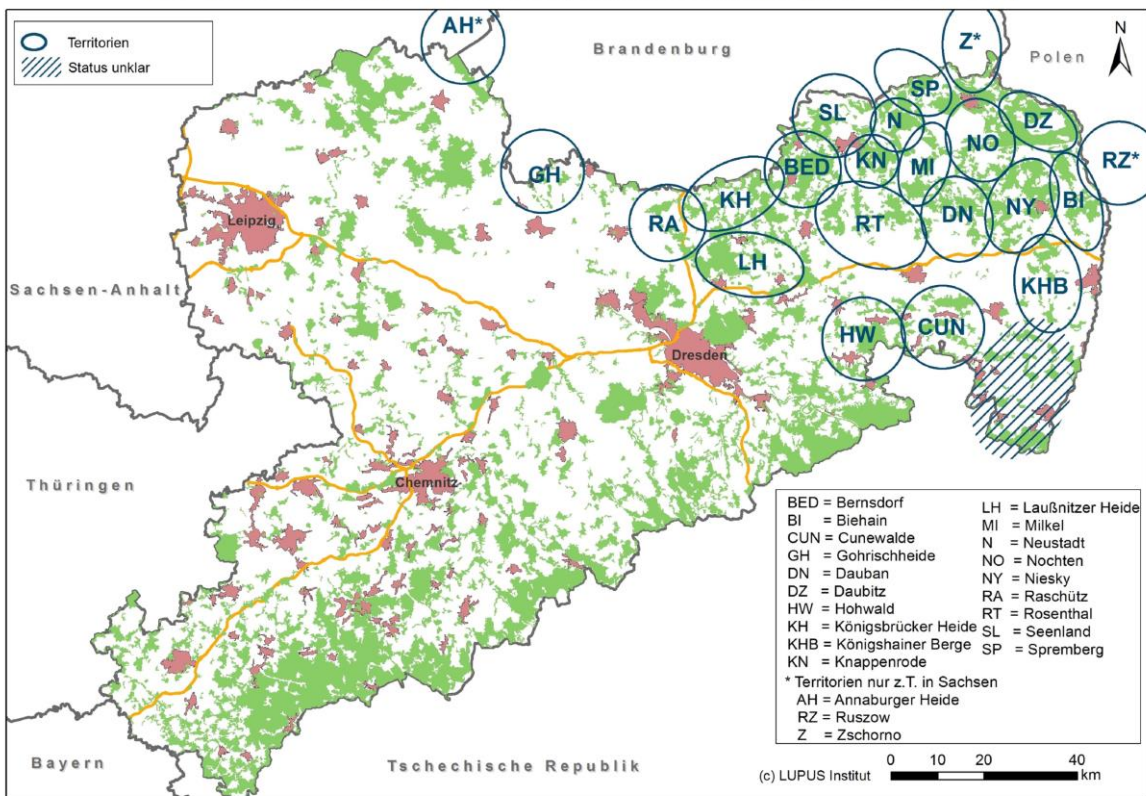 Territorien
Status unklar
AH*
Brandenburg
Z*
Polen
N
SP
SL
N
DZ
NO
BED
KN
MI
RZ*
GH
KH
RA
RT
DN
NY
BI
Leipzig
LH
KHB
Sachsen-Anhalt
HW
CUN
Dresden
Thüringen
Chemnitz
BED = Bernsdorf
BI = Biehain
CUN = Cunewalde
GH = Gohrischheide
DN = Dauban
DZ = Daubitz
HW = Hohwald
KH = Königsbrücker Heide
KHB = Königshainer Berge
KN = Knappenrode
LH = Laußnitzer Heide
MI = Milkel
N = Neustadt
NO = Nochten
NY = Niesky
RA = Raschütz
RT = Rosenthal
SL = Seenland
SP = Spremberg
* Territorien nur z.T. in Sachsen
AH = Annaburger Heide
RZ = Ruszow
Z = Zschorno
Bayern
Tschechische Republik
(c) LUPUS Institut
0 10 20 40
km